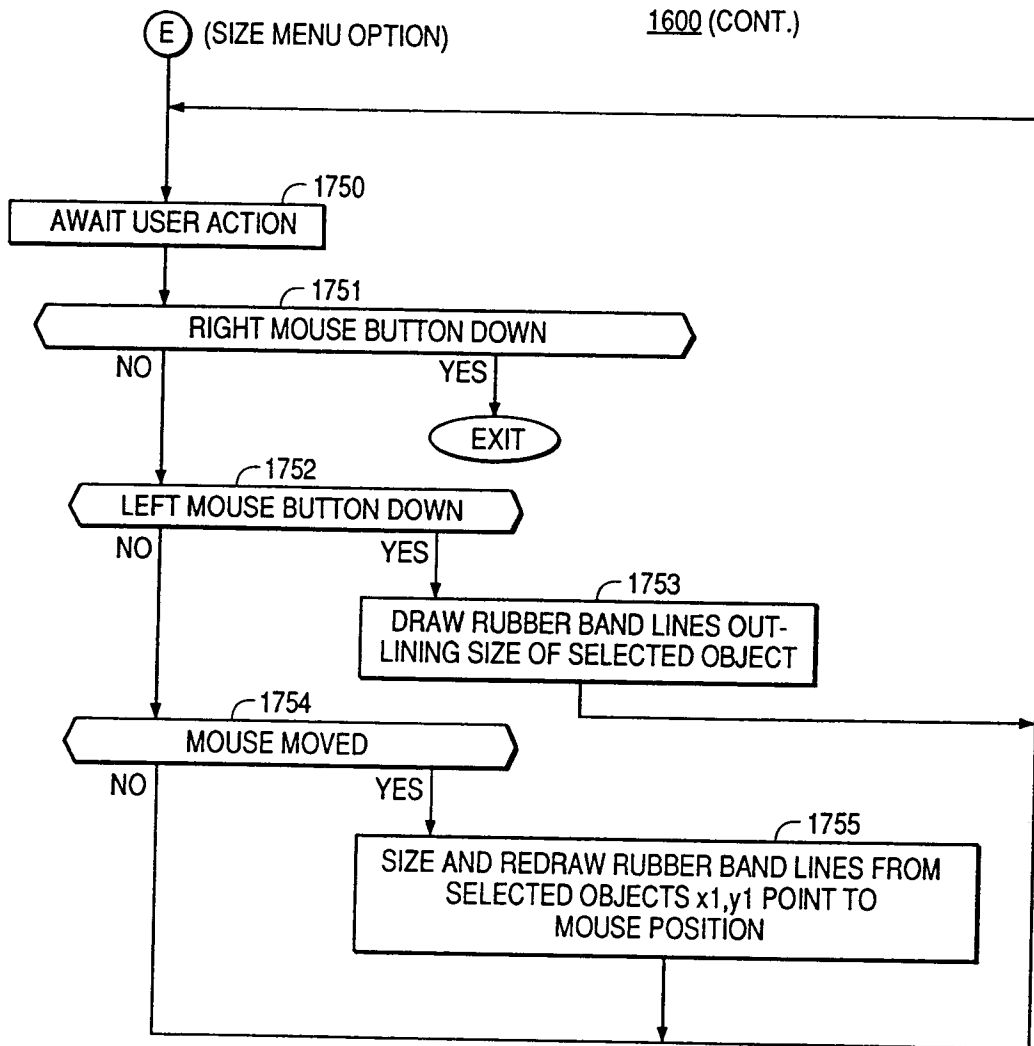 E (SIZE MENU OPTION)
1600 (CONT.)
1750
AWAIT USER ACTION
1751
RIGHT MOUSE BUTTON DOWN
NO
YES
EXIT
1752
LEFT MOUSE BUTTON DOWN
NO
YES
1753
DRAW RUBBER BAND LINES OUT-
LINING SIZE OF SELECTED OBJECT
1754
MOUSE MOVED
NO
YES
1755
SIZE AND REDRAW RUBBER BAND LINES FROM
SELECTED OBJECTS x1,y1 POINT TO
MOUSE POSITION